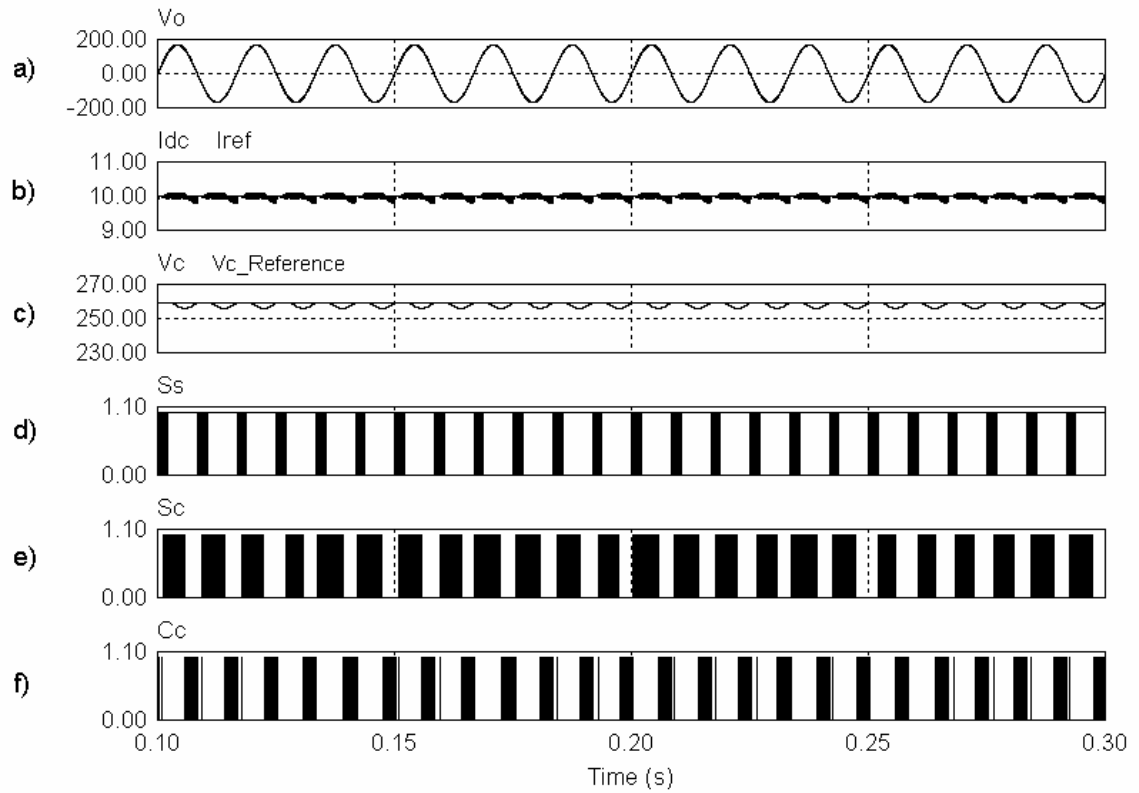 Vo
a)
200.00
0.00
-200.00
Idc Iref
b)
11.00
10.00
9.00
Vc Vc_Reference
c)
270.00
250.00
230.00
Ss
d)
1.10
0.00
Sc
e)
1.10
0.00
Cc
f)
1.10
0.00
0.10 0.15 0.20 0.25 0.30
Time (s)